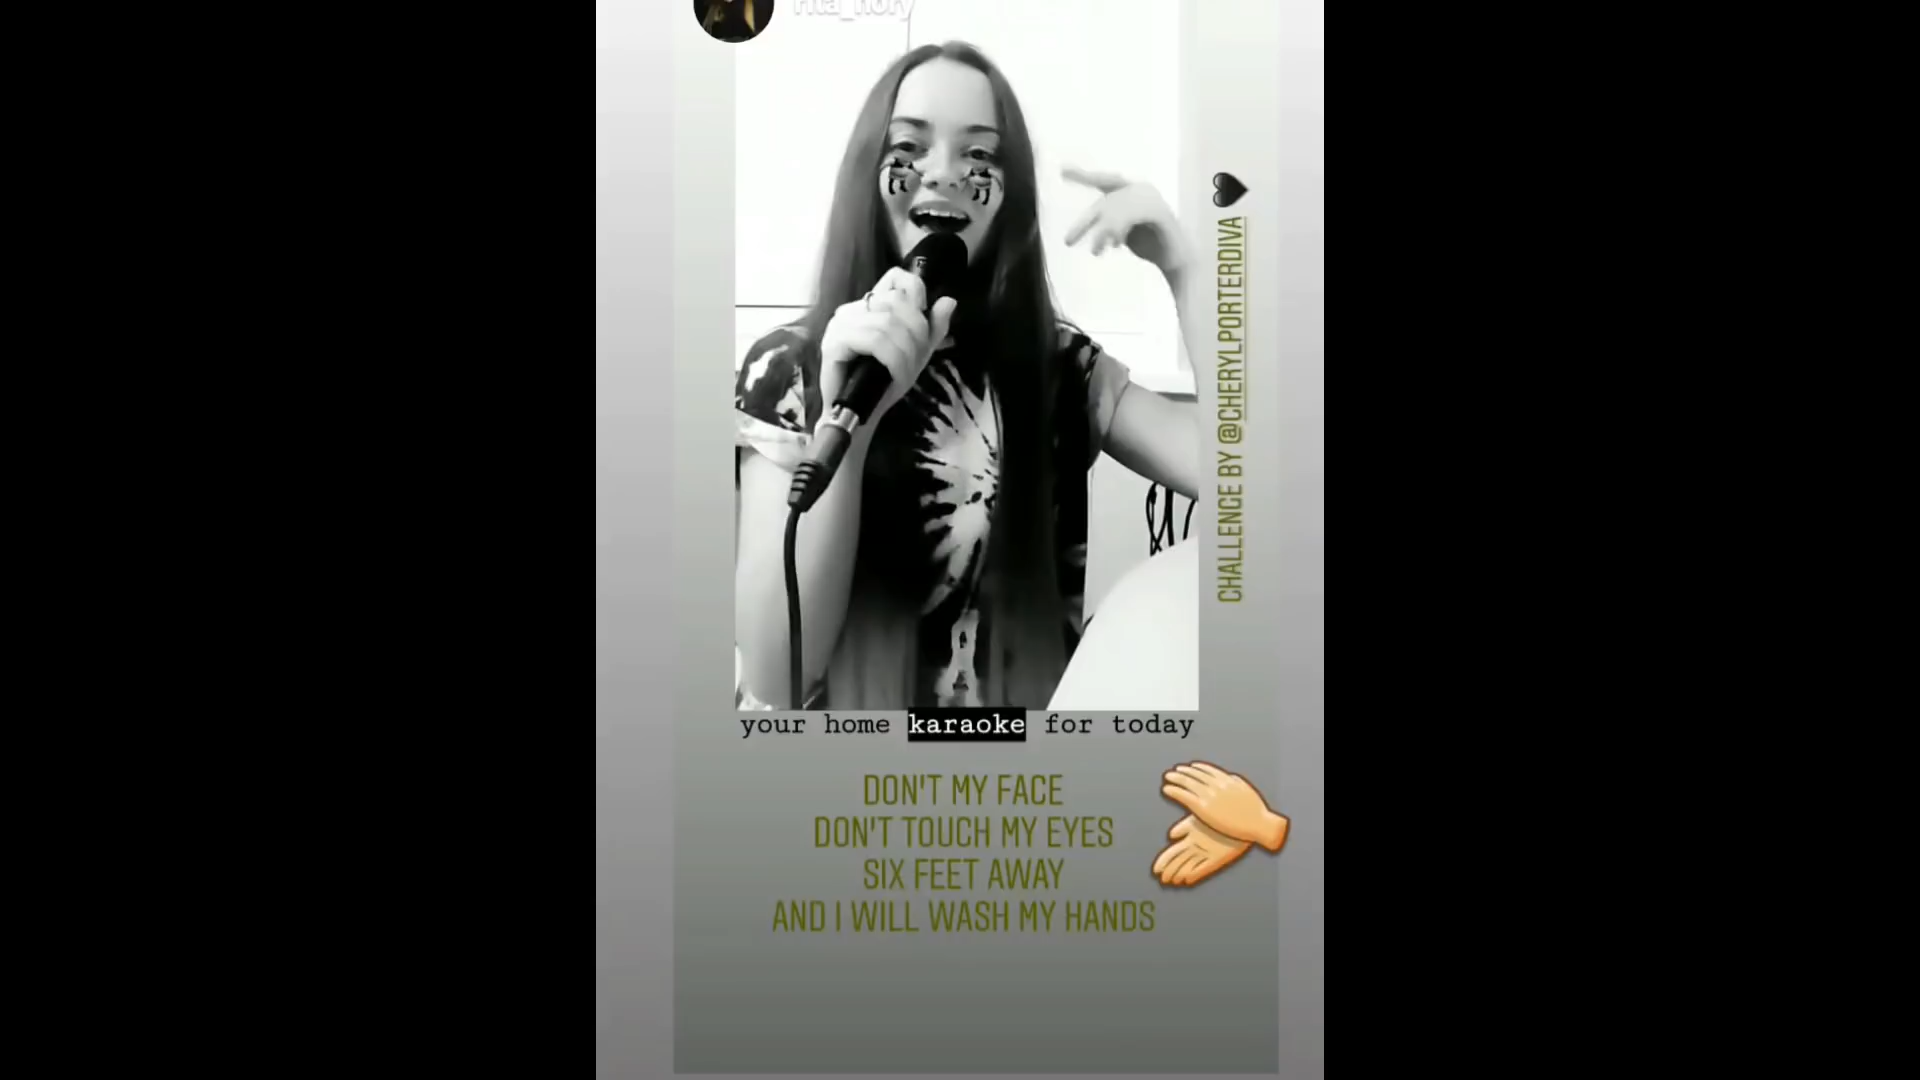 your home karaoke for today
DON'T MY FACE
DON'T TOUCH MY EYES
SIX FEET AWAY
AND I WILL WASH MY HANDS
CHALLENGE BY @CHERYLPORTERDIVA